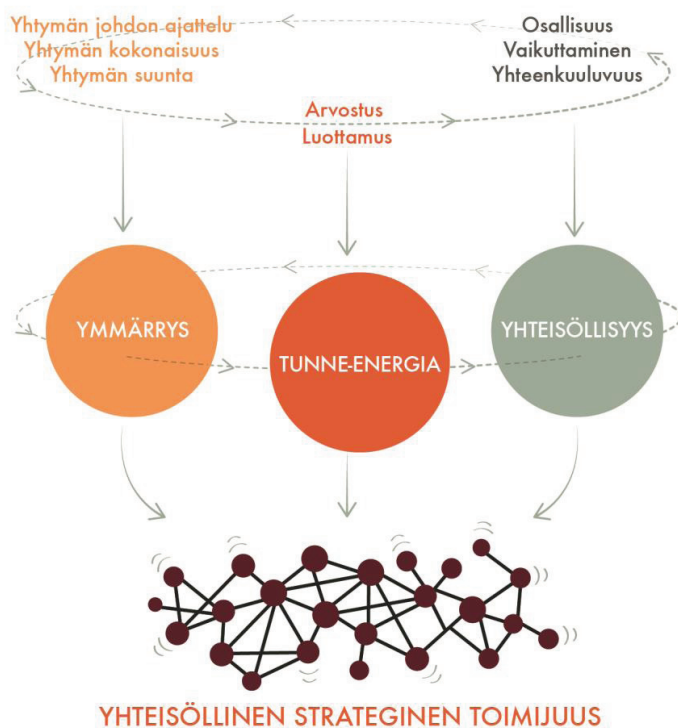 Yhtymän johdon ajattelu
Yhtymän kokonaisuus
Yhtymän suunta
Osallisuus
Vaikuttaminen
Yhteenkuuluvuus
Arvostus
Luottamus
YMMÄRRYS
TUNNE-ENERGIA
YHTEISÖLLISYYS
YHTEISÖLLINEN STRATEGINEN TOIMIJUUS